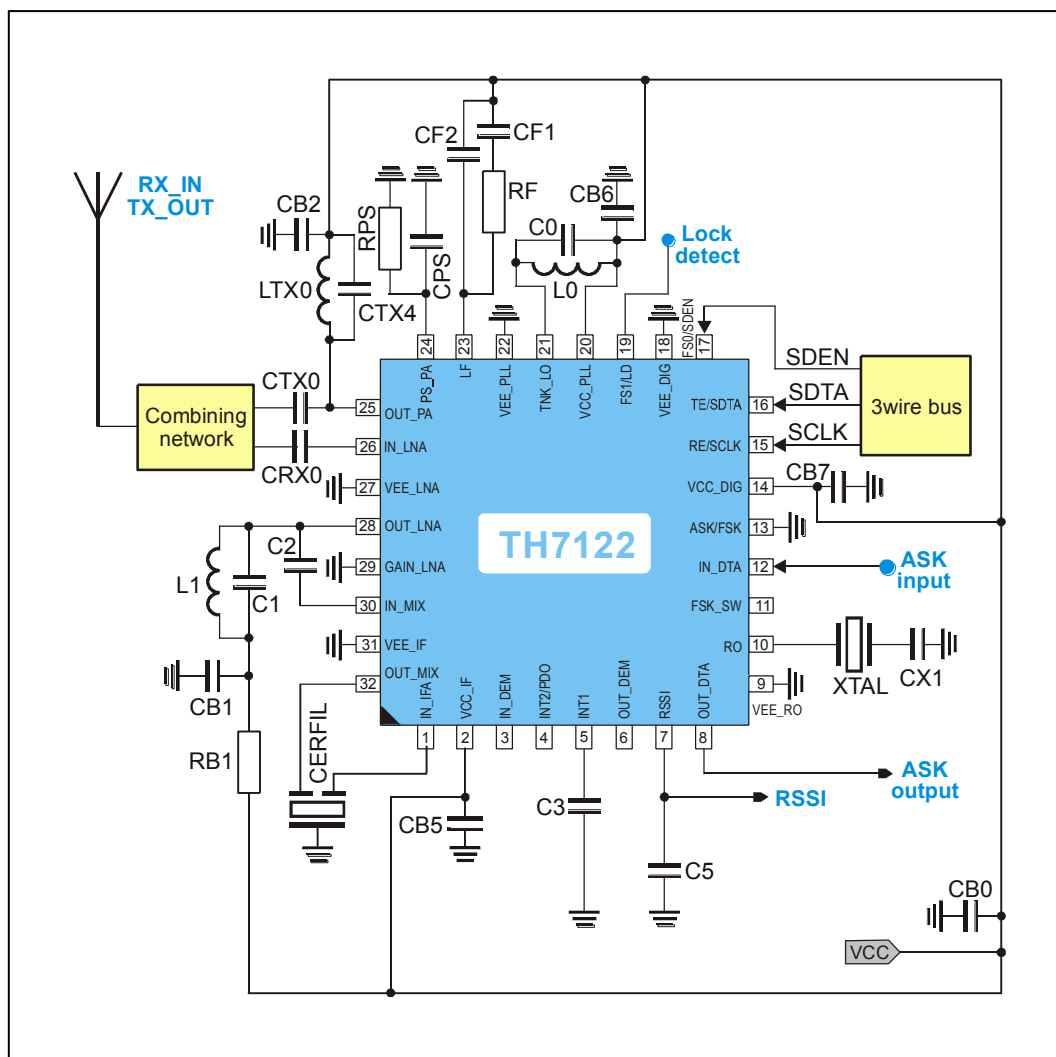 CF2
CF1
RX_IN
TX_OUT
CB2
RPS
CPS
RF
CB6
C0
L0
Lock
detect
LTX0
CTX4
24
23
22
21
20
19
18
17
FS0/SDEN
PS_PA
LF
VEE_PLL
TNK_LO
VCC_PLL
FS1/LD
VEE_DIG
SDEN
SDTA
SCLK
3wire bus
Combining
network
CTX0
CRX0
25
OUT_PA
26
IN_LNA
27
VEE_LNA
28
OUT_LNA
29
GAIN_LNA
30
IN_MIX
31
VEE_IF
32
OUT_MIX
TH7122
TE/SDTA
16
RE/SCLK
15
VCC_DIG
14
CB7
ASK/FSK
13
IN_DTA
12
ASK
input
FSK_SW
11
RO
10
XTAL
CX1
9
VEE_RO
C2
L1
C1
CB1
RB1
CERFIL
IN_IFA
VCC_IF
IN_DEM
INT2/PDO
INT1
OUT_DEM
RSSI
OUT_DTA
1
2
3
4
5
6
7
8
CB5
C3
C5
RSSI
ASK
output
CB0
VCC